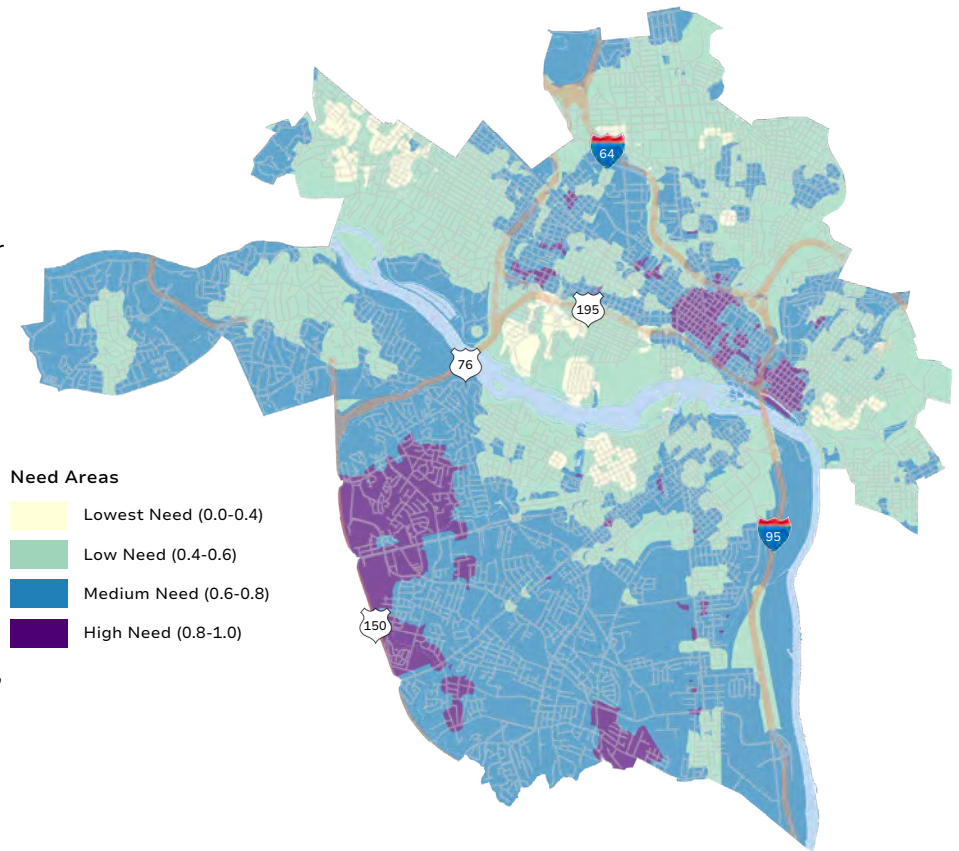 64
195
76
Need Areas
Lowest Need (0.0-0.4)
Low Need (0.4-0.6)
Medium Need (0.6-0.8)
High Need (0.8-1.0)
95
150